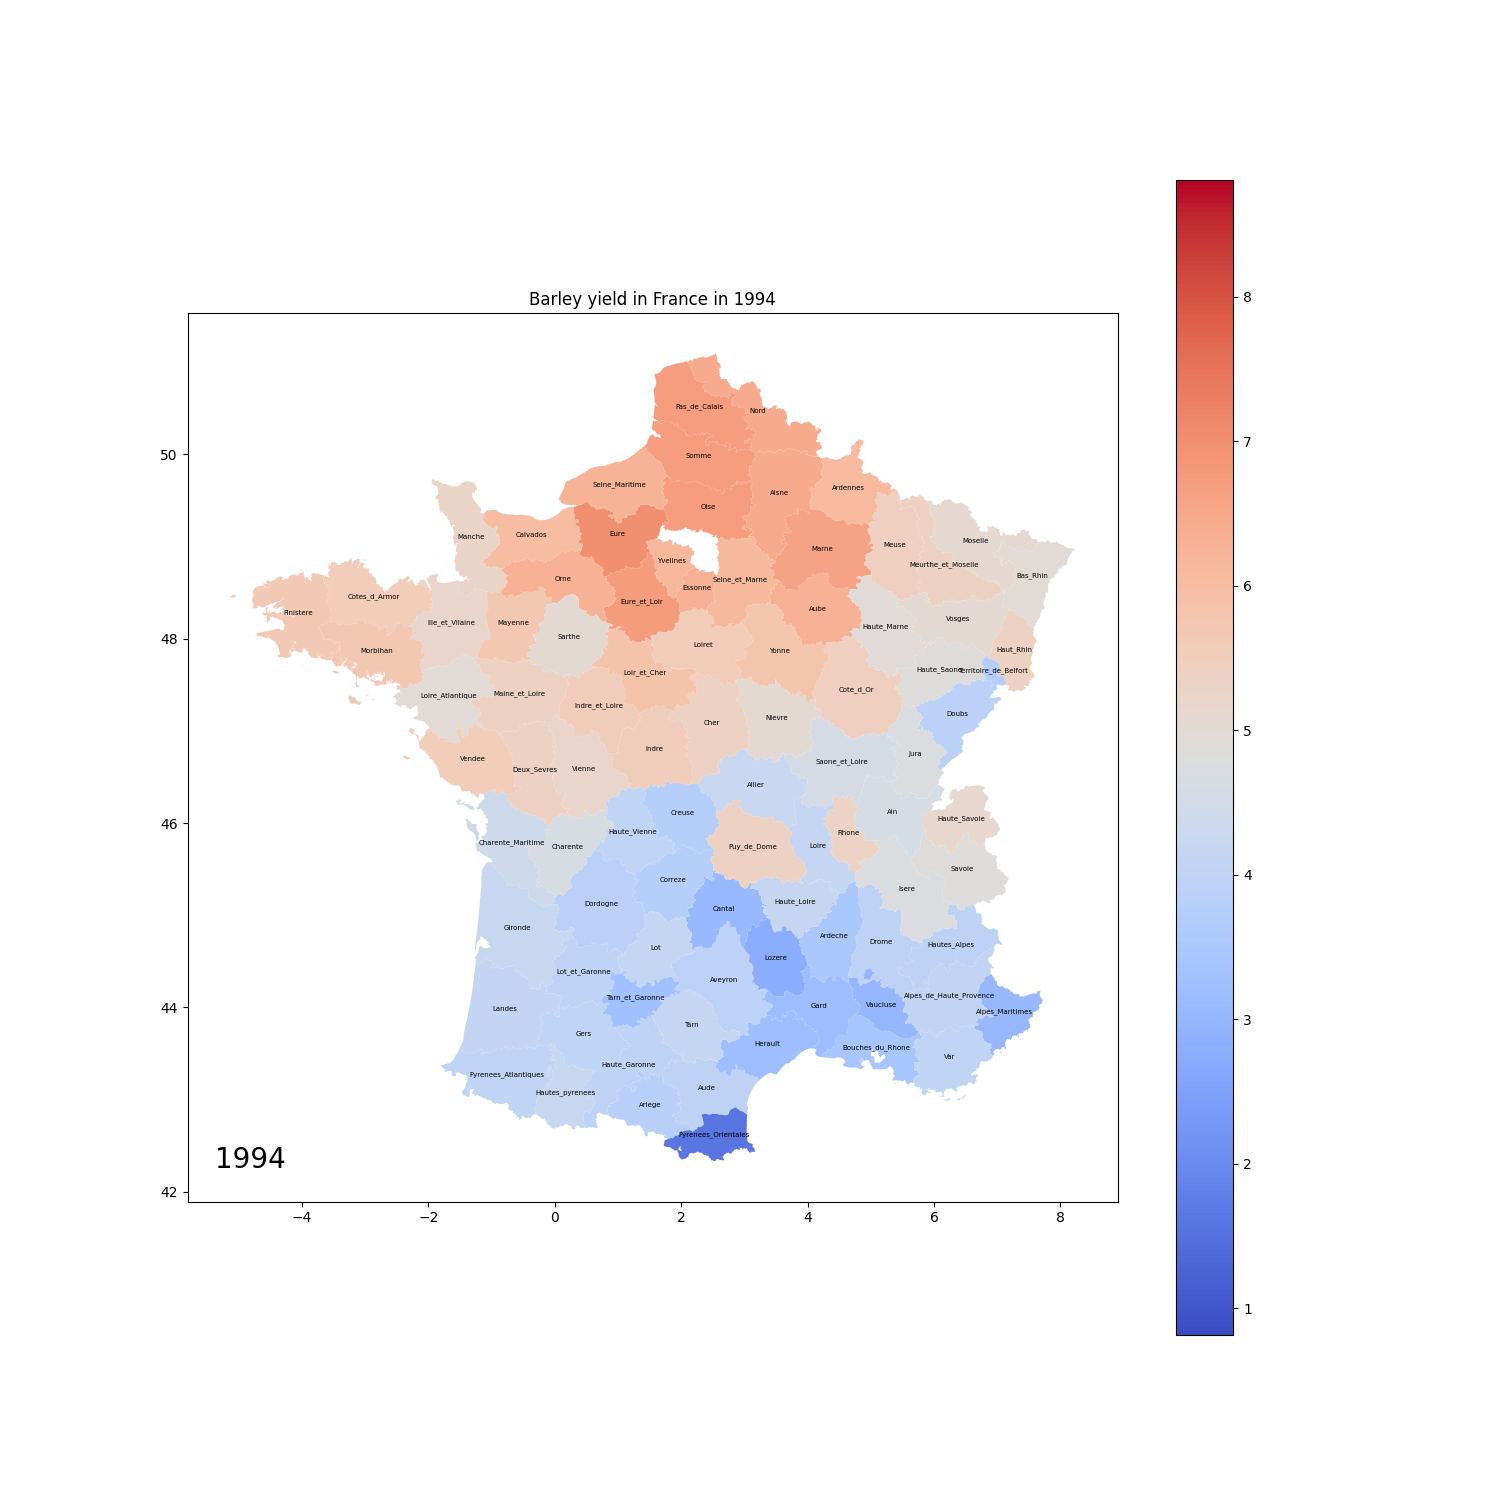 Barley yield in France in 1994
Pas_de_Calais
Nord
Somme
Seine_Maritime
Aisne
Ardennes
Oise
Eure
Calvados
Manche
Marne
Meuse
Moselle
Yvelines
Meurthe_et_Moselle
Bas_Rhin
Orne
Seine_et_Marne
Essonne
Eure_et_Loir
Cotes_d_Armor
Finistere
Aube
Ille_et_Vilaine
Mayenne
Vosges
Haute_Marne
Sarthe
Loiret
Morbihan
Yonne
Haut_Rhin
Loir_et_Cher
Haute_Saone
Territoire_de_Belfort
Loire_Atlantique
Maine_et_Loire
Cote_d_Or
Indre_et_Loire
Doubs
Nievre
Cher
Indre
Jura
Vendee
Saone_et_Loire
Deux_Sevres
Vienne
Allier
Creuse
Ain
Haute_Savoie
Haute_Vienne
Rhone
Charente_Maritime
Charente
Puy_de_Dome
Loire
Savoie
Correze
Isere
Dordogne
Haute_Loire
Cantal
Gironde
Ardeche
Drome
Hautes_Alpes
Lot
Lozere
Lot_et_Garonne
Aveyron
Tarn_et_Garonne
Alpes_de_Haute_Provence
Landes
Gard
Vaucluse
Alpes_Maritimes
Tarn
Gers
Herault
Bouches_du_Rhone
Var
Haute_Garonne
Pyrenees_Atlantiques
Hautes_pyrenees
Aude
Ariege
Pyrenees_Orientales
1994
50
48
46
44
42
−4
−2
0
2
4
6
8
8
7
6
5
4
3
2
1